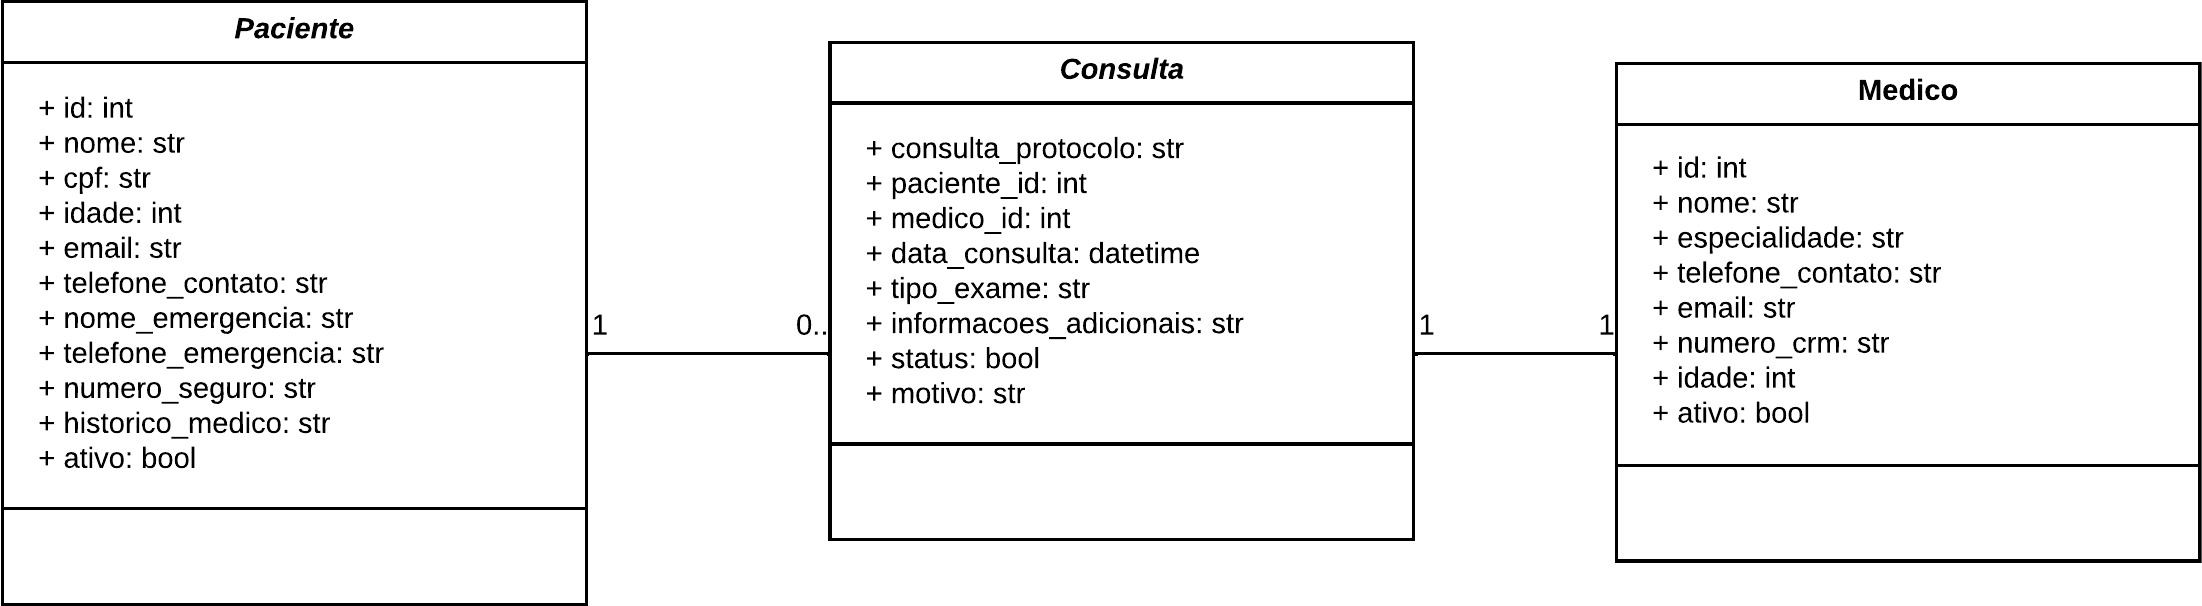 Paciente
+ id: int
+ nome: str
+ cpf: str
+ idade: int
+ email: str
+ telefone_contato: str
+ nome_emergencia: str
+ telefone_emergencia: str
+ numero_seguro: str
+ historico_medico: str
+ ativo: bool
1
0..
Consulta
+ consulta_protocolo: str
+ paciente_id: int
+ medico_id: int
+ data_consulta: datetime
+ tipo_exame: str
+ informacoes_adicionais: str
+ status: bool
+ motivo: str
1
1
Medico
+ id: int
+ nome: str
+ especialidade: str
+ telefone_contato: str
+ email: str
+ numero_crm: str
+ idade: int
+ ativo: bool